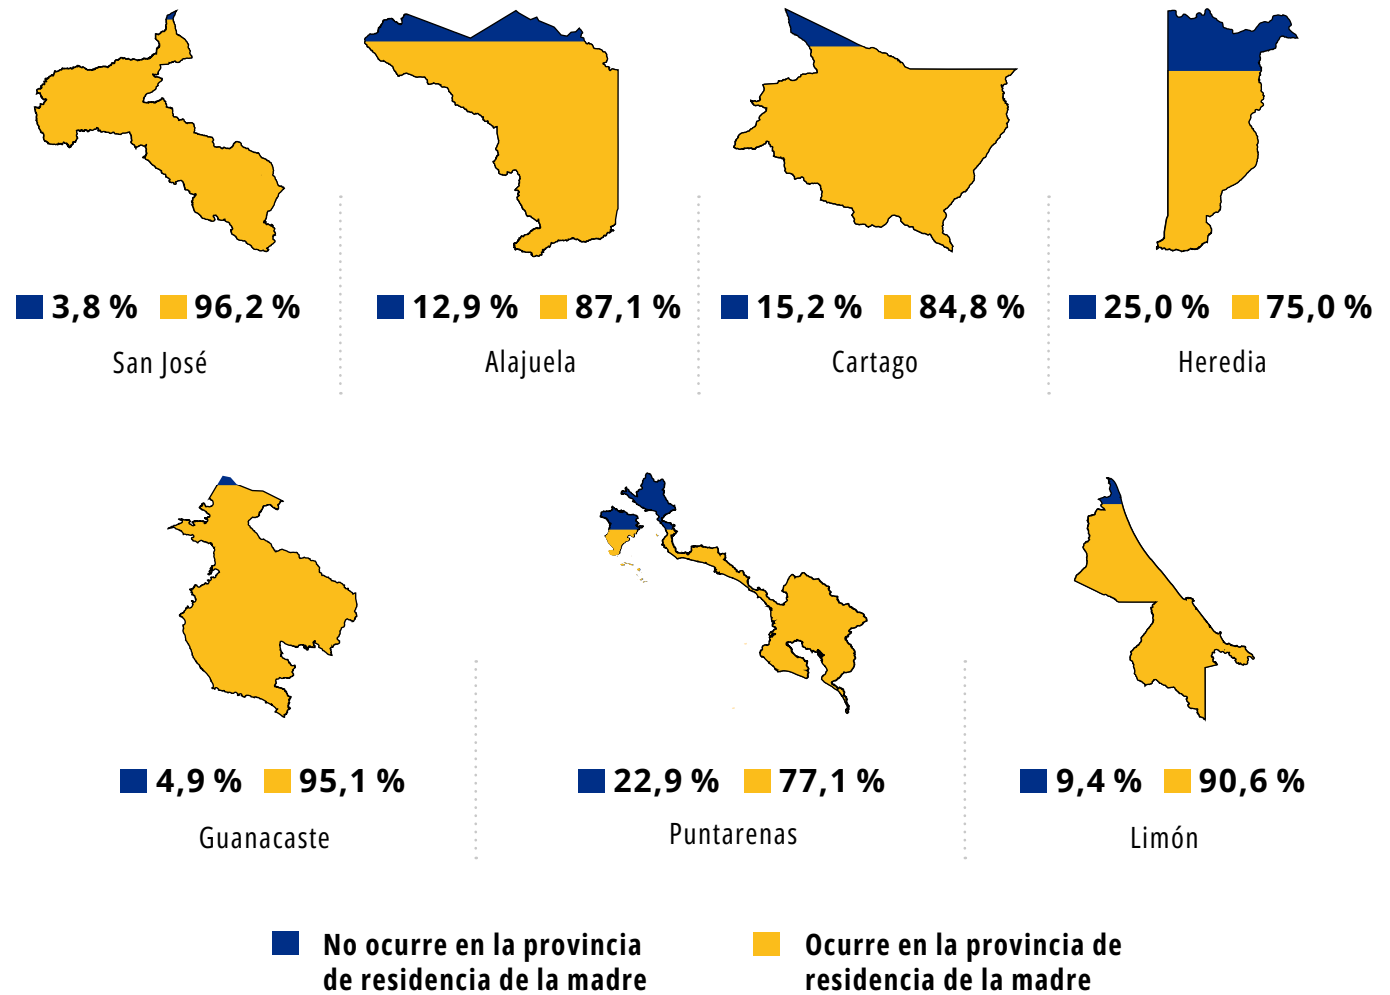 3,8 % 96,2 %
San José
12,9 % 87,1 %
Alajuela
15,2 % 84,8 %
Cartago
25,0 % 75,0 %
Heredia
4,9 % 95,1 %
Guanacaste
22,9 % 77,1 %
Puntarenas
9,4 % 90,6 %
Limón
No ocurre en la provincia
de residencia de la madre
Ocurre en la provincia de
residencia de la madre